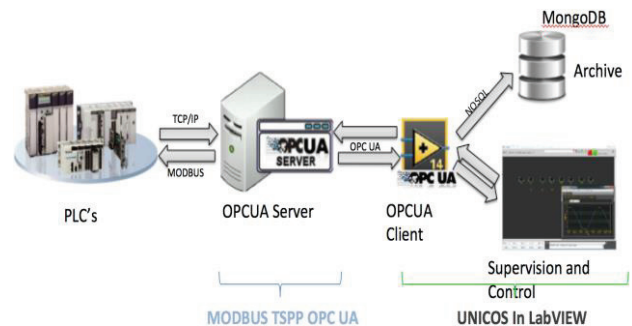 MongoDB
Archive
NOSQL
TCP/IP
MODBUS
OPCUA
SERVER
OPC UA
14
OPC UA
PLC's
OPCUA Server
OPCUA
Client
Supervision and
Control
MODBUS TSPP OPC UA
UNICOS In LabVIEW